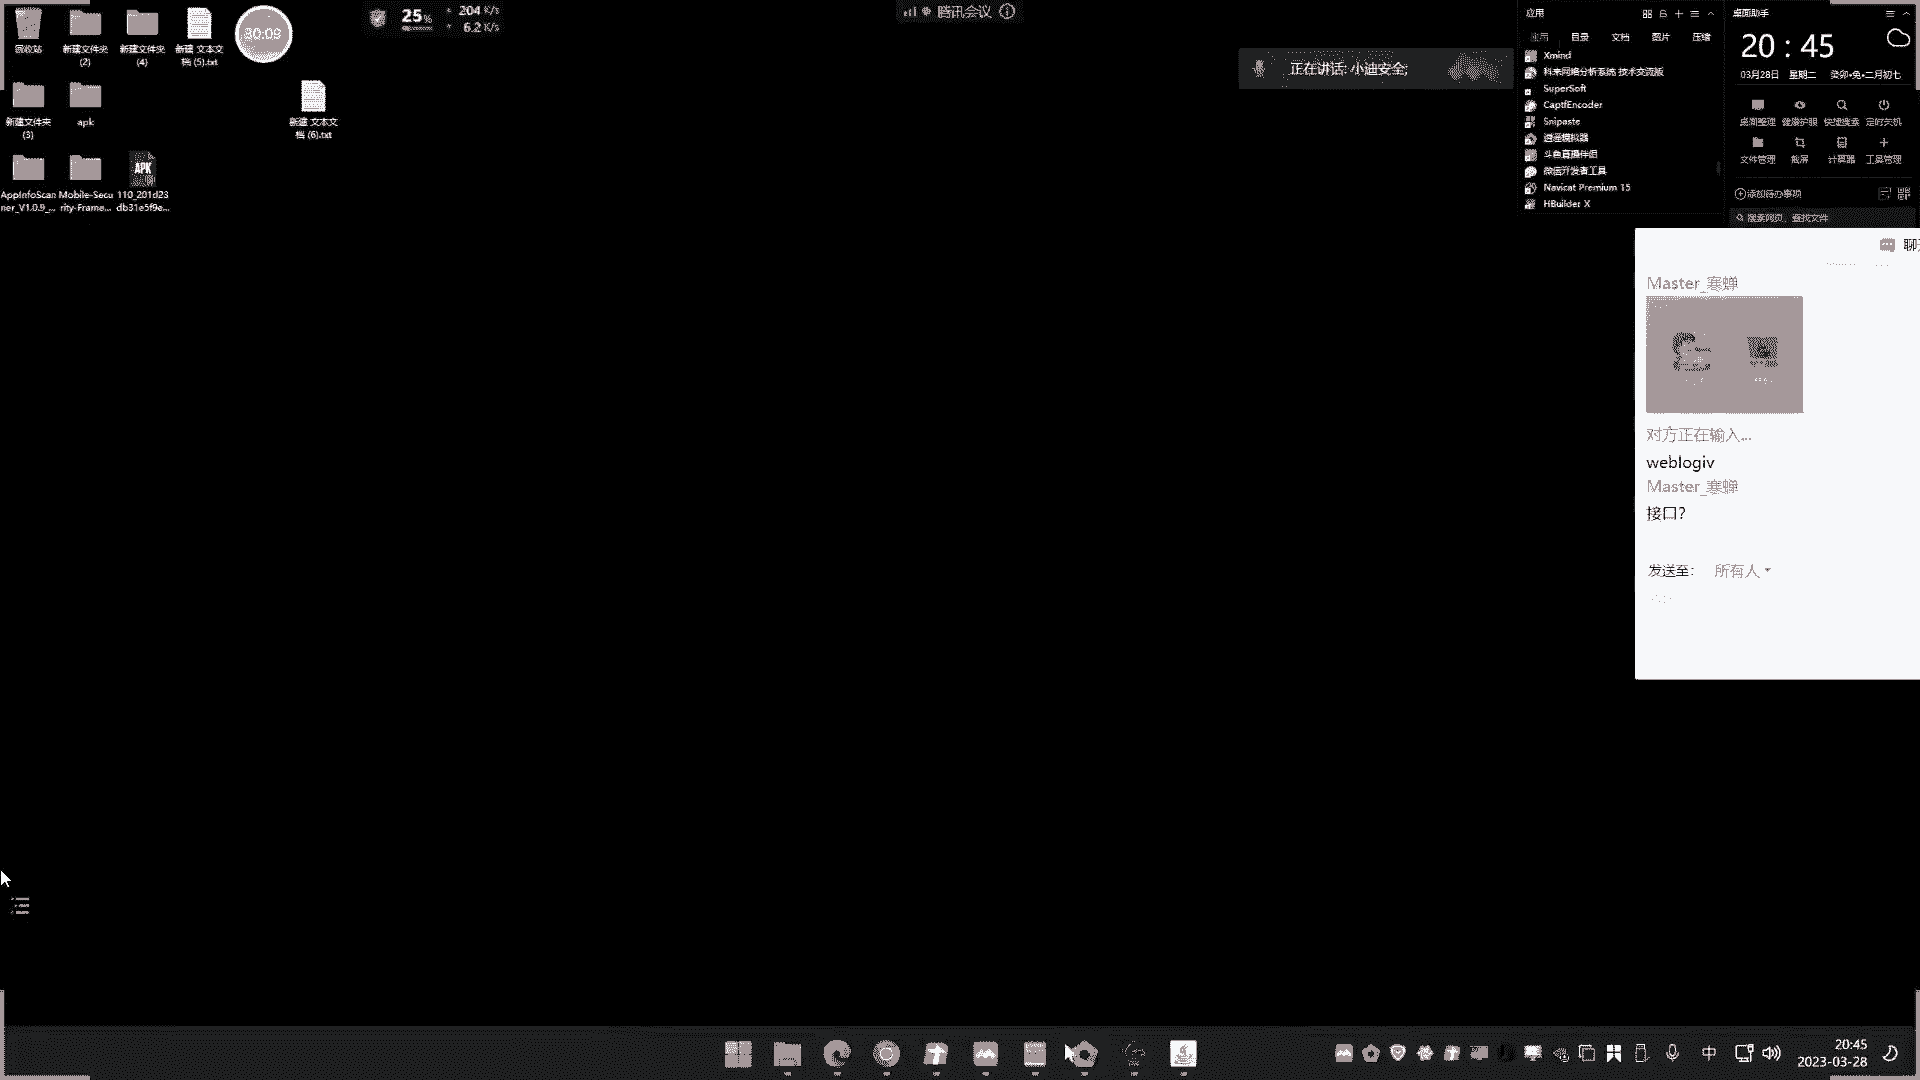 回收站
新建文件夹
(2)
新建文件夹
(4)
新建 文本文
档 (5).txt
30:09
25%
204 K/s
6.2 K/s
腾讯会议
正在讲话: 小迪安全;
新建文件夹
(3)
apk
新建 文本文
档 (6).txt
APK
AppInfoScan
ner_V1.0.9_...
Mobile-Secu
rity-Frame...
110_201d23
db31e5f9e...
应用
应用 目录 文档 图片 压缩
Xmind
科来网络分析系统 技术交流版
SuperSoft
CaptfEncoder
Snipaste
逍遥模拟器
斗鱼直播伴侣
微信开发者工具
Navicat Premium 15
HBuilder X
桌面助手
20 : 45
03月28日 星期二 癸卯•兔•二月初七
桌面整理 健康护眼 快捷搜索 定时关机
文件管理 截屏 计算器 工具管理
添加待办事项
搜索网页、查找文件
聊
Master_寒蝉
对方正在输入...
weblogiv
Master_寒蝉
接口?
发送至: 所有人
中
20:45
2023-03-28